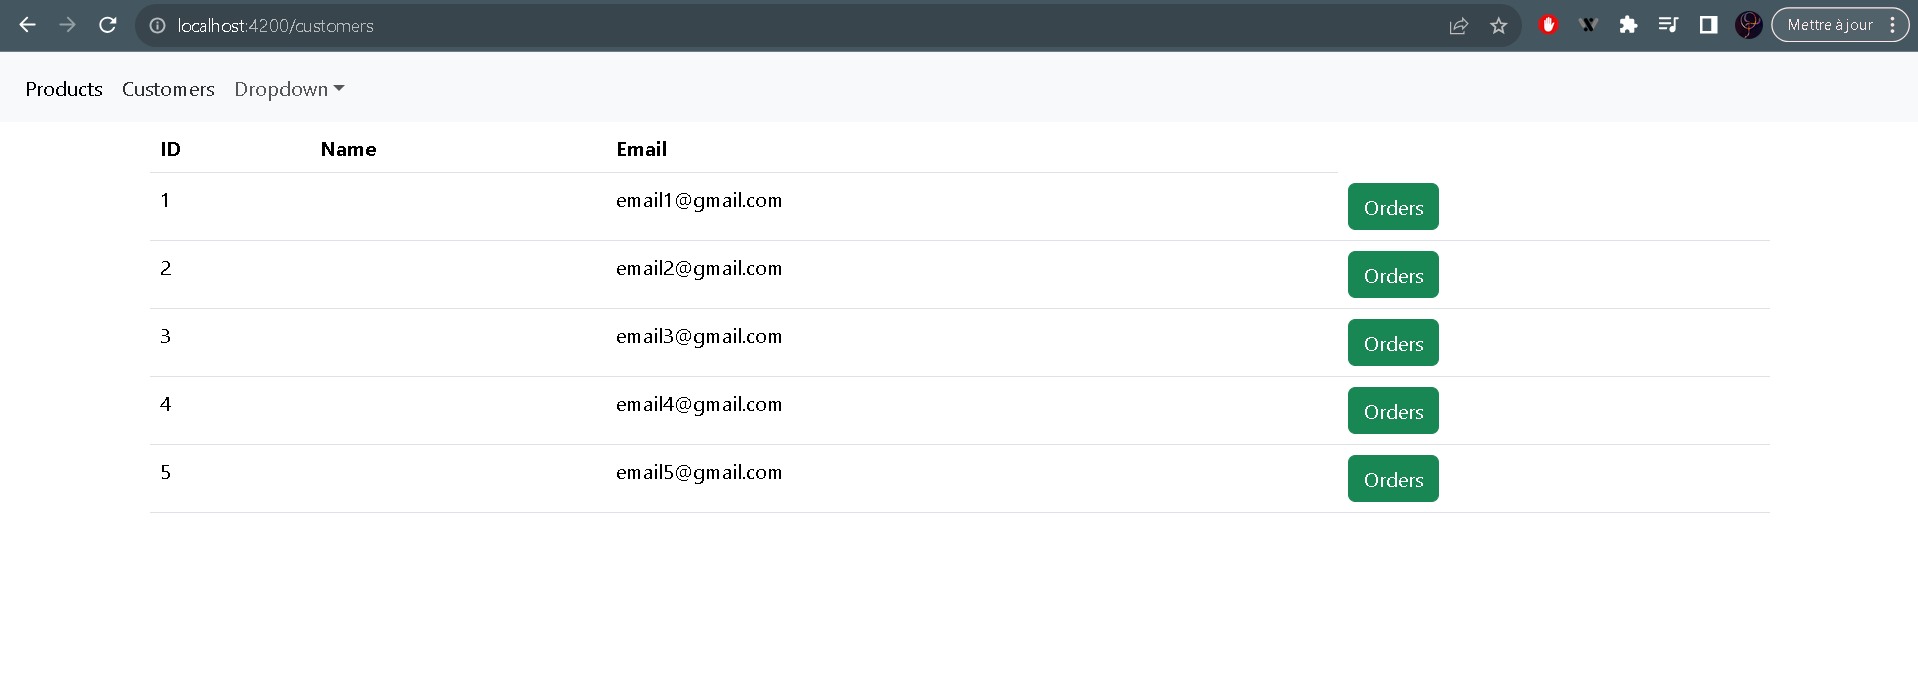 localhost:4200/customers
Mettre à jour
Products Customers Dropdown
ID Name Email
1 email1@gmail.com Orders
2 email2@gmail.com Orders
3 email3@gmail.com Orders
4 email4@gmail.com Orders
5 email5@gmail.com Orders